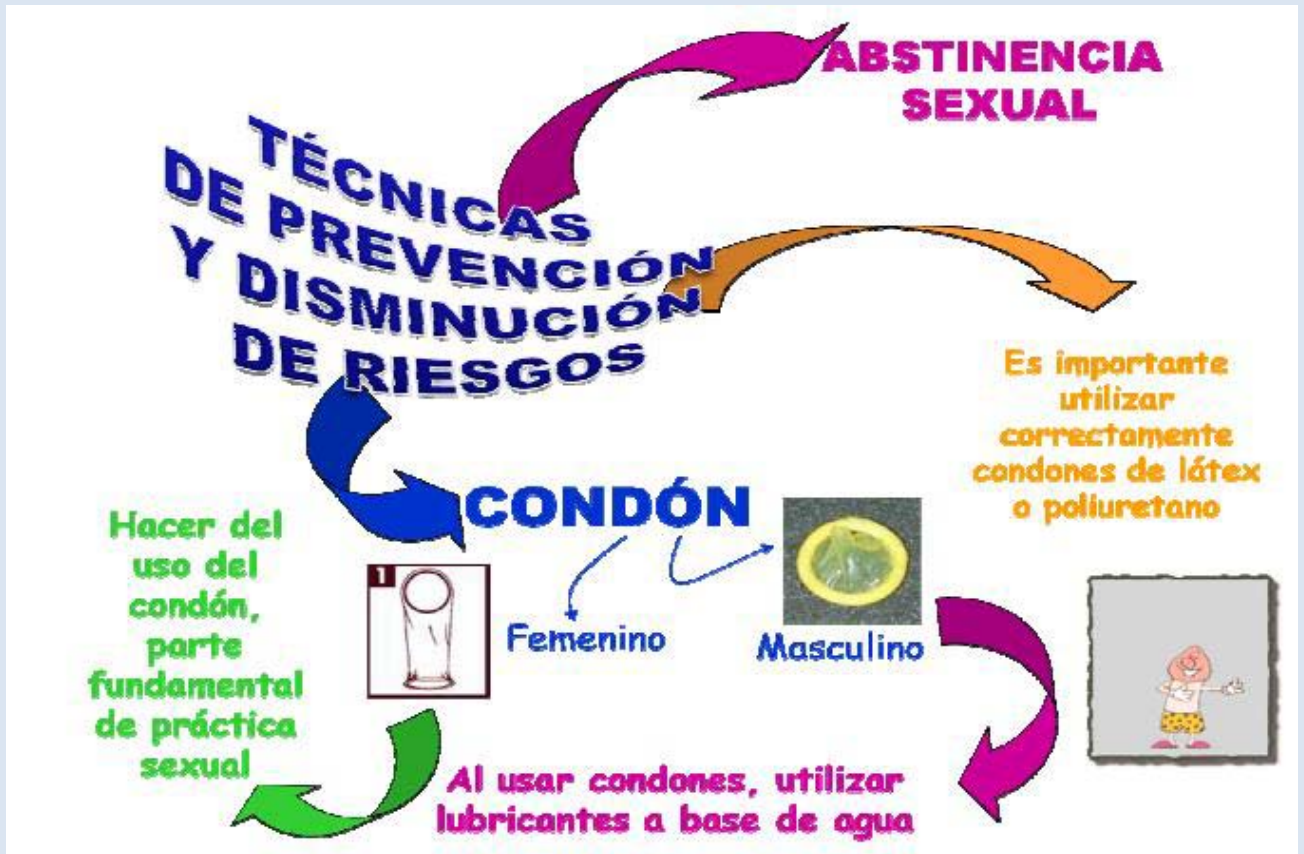 ABSTINENCIA
SEXUAL
TÉCNICAS
DE PREVENCIÓN
Y DISMINUCIÓN
DE RIESGOS
Es importante
utilizar
correctamente
condones de látex
o poliuretano
CONDÓN
1
Femenino
Masculino
Hacer del
uso del
condón,
parte
fundamental
de práctica
sexual
Al usar condones, utilizar
lubricantes a base de agua